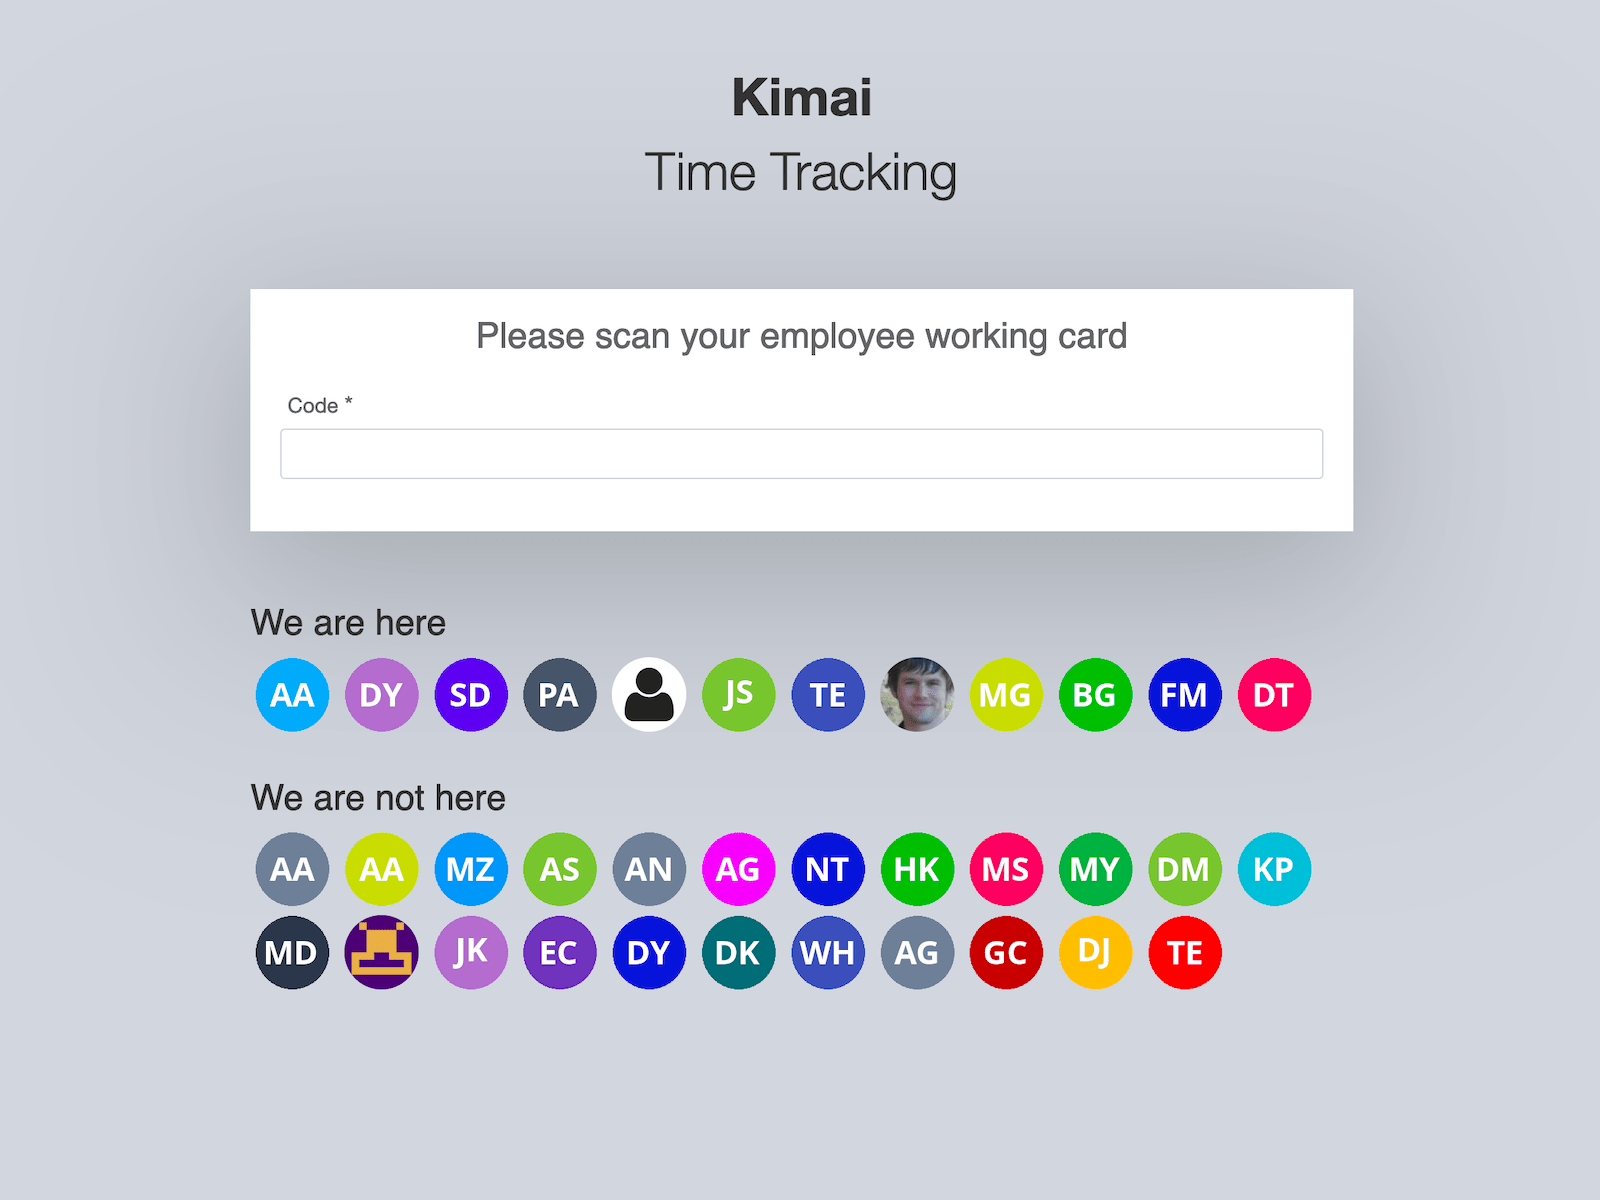 Kimai
Time Tracking
Please scan your employee working card
Code *
We are here
AA DY SD PA JS TE MG BG FM DT
We are not here
AA AA MZ AS AN AG NT HK MS MY DM KP
MD JK EC DY DK WH AG GC DJ TE